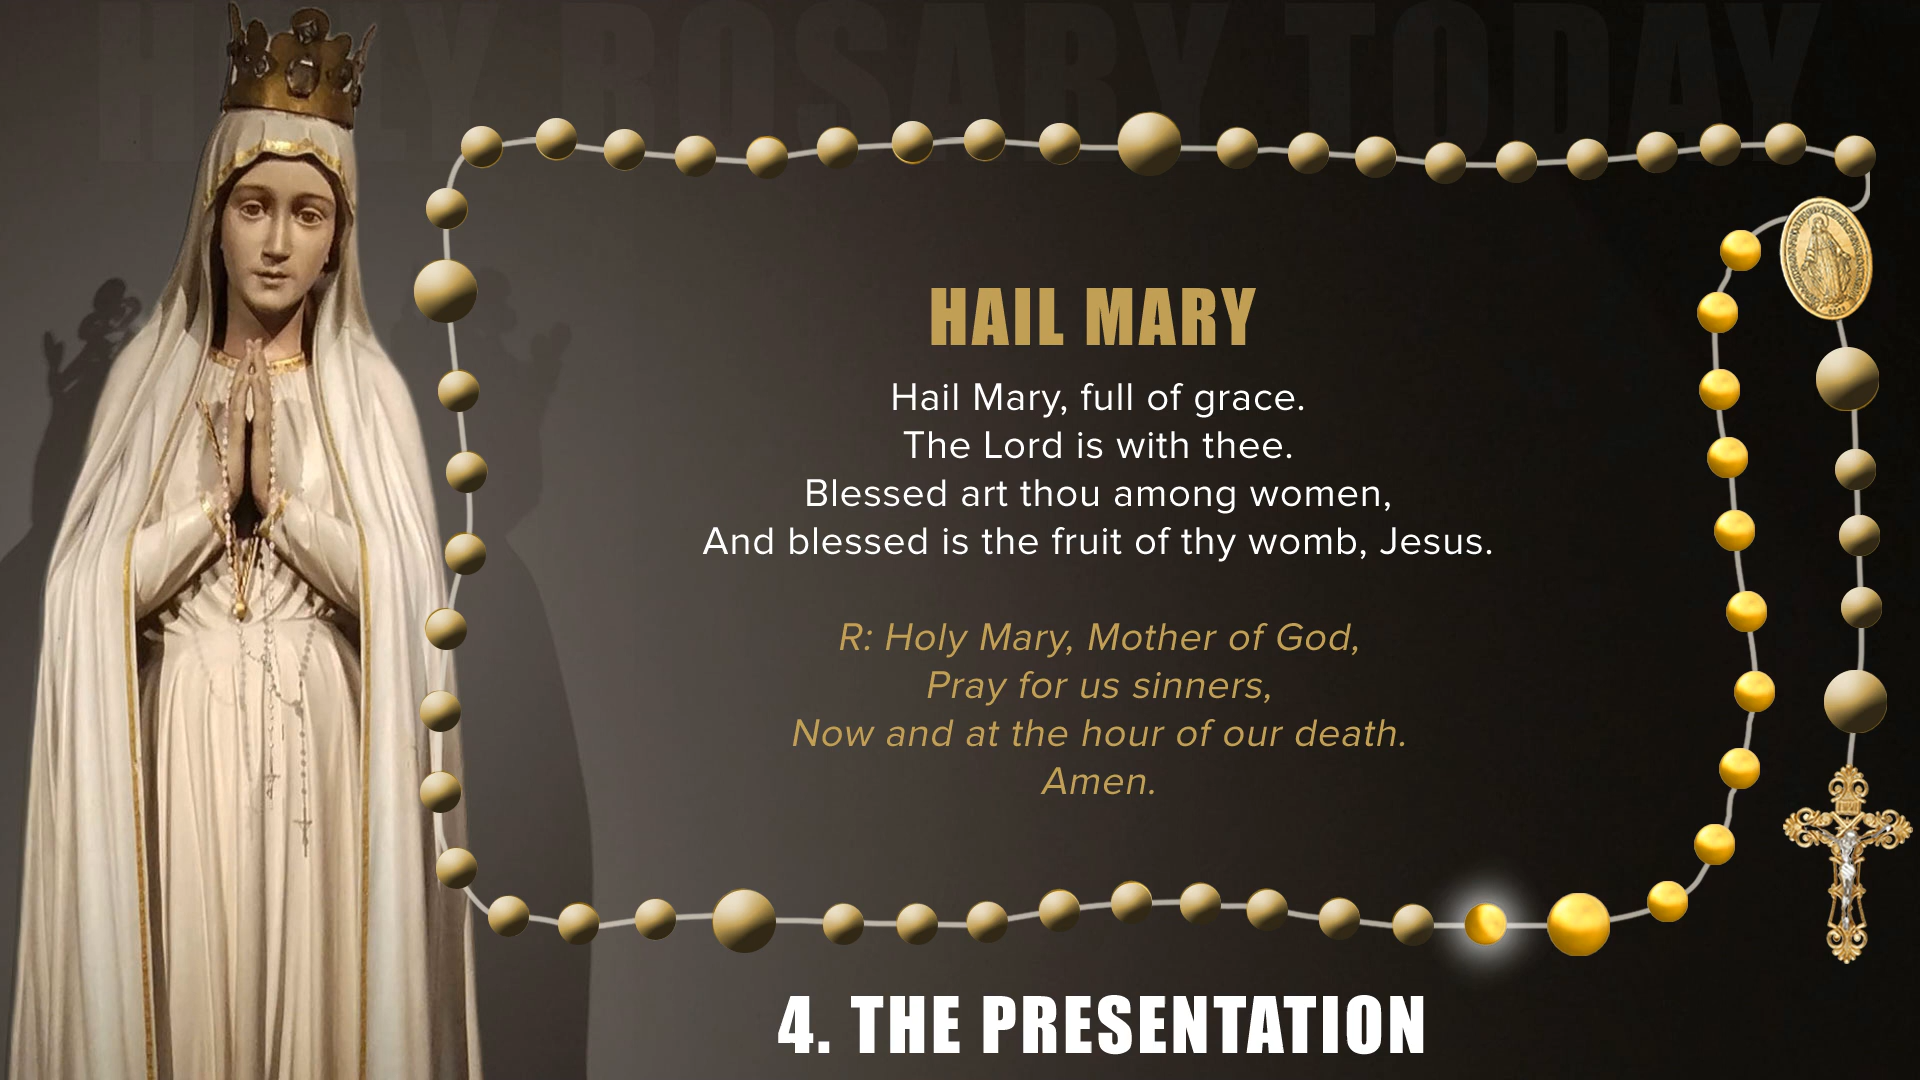 HOLY ROSARY TODAY
HAIL MARY
Hail Mary, full of grace.
The Lord is with thee.
Blessed art thou among women,
And blessed is the fruit of thy womb, Jesus.
R: Holy Mary, Mother of God,
Pray for us sinners,
Now and at the hour of our death.
Amen.
4. THE PRESENTATION